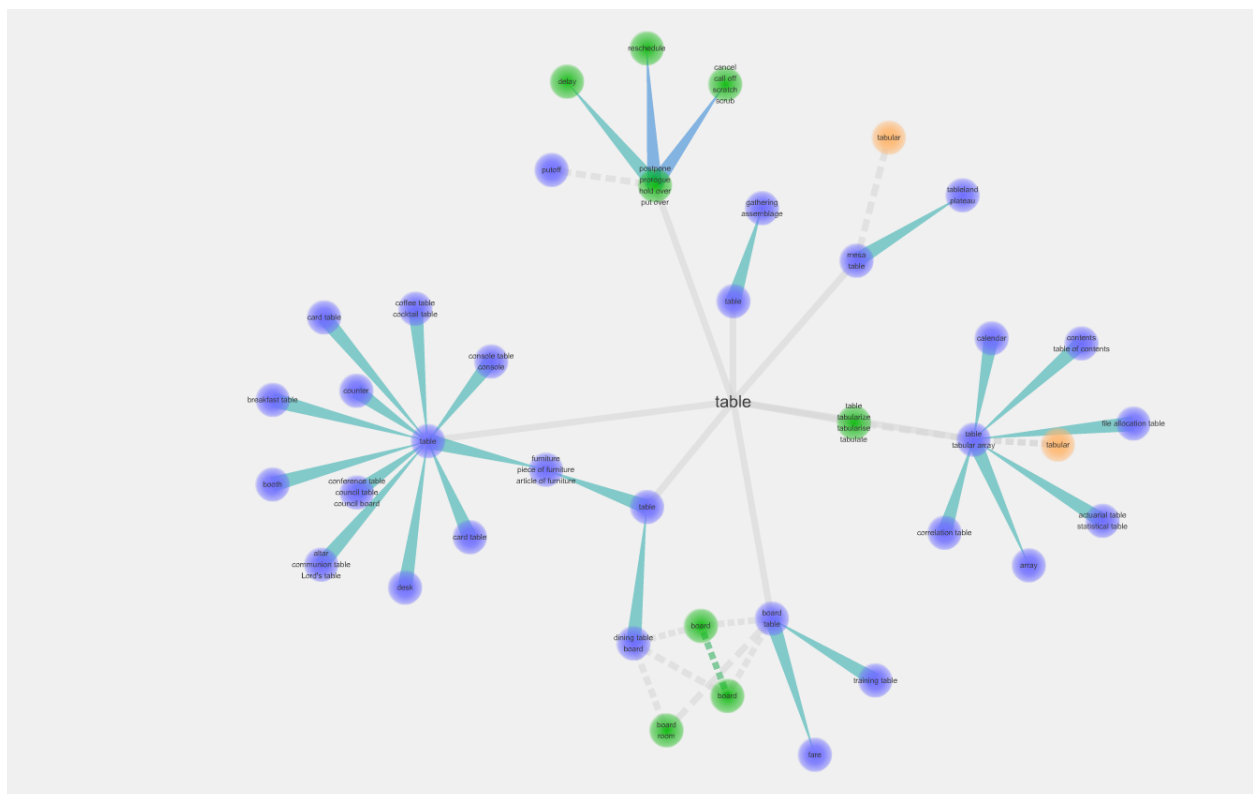 reschedule
cancel
call off
scratch
scrub
delay
tabular
postpone
prorogue
hold over
put over
putoff
tableland
plateau
gathering
assemblage
mesa
table
table
coffee table
cocktail table
card table
calendar
contents
table of contents
console table
console
counter
breakfast table
table
table
tabularize
tabularise
tabulate
file allocation table
table
table
tabular array
tabular
furniture
piece of furniture
article of furniture
booth
conference table
council table
council board
table
actuarial table
statistical table
correlation table
card table
altar
communion table
Lord's table
array
desk
board
table
board
dining table
board
training table
board
board
room
fare